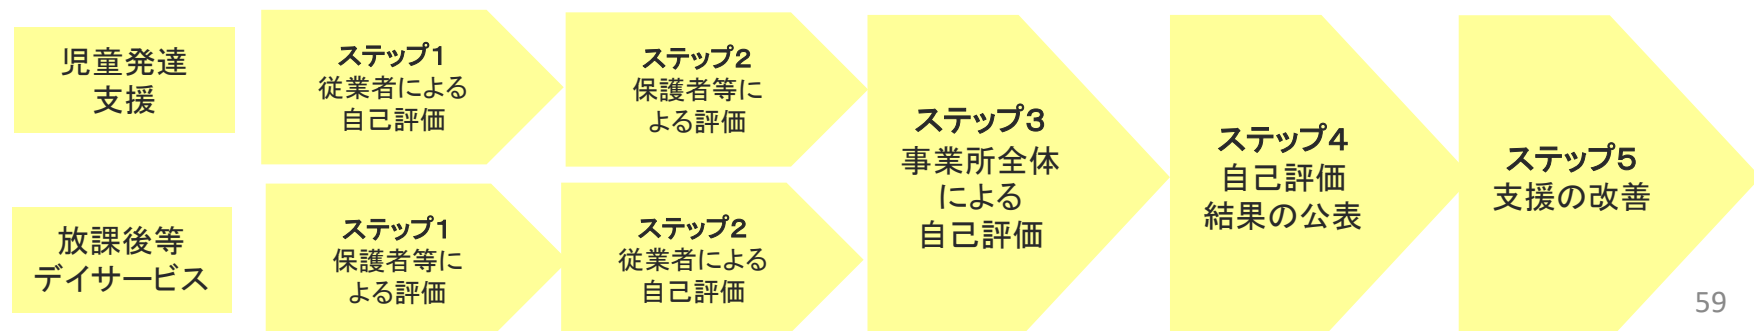 児童発達
支援
ステップ1
従業者による
自己評価
ステップ2
保護者等に
よる評価
放課後等
デイサービス
ステップ1
保護者等に
よる評価
ステップ2
従業者による
自己評価
ステップ3
事業所全体
による
自己評価
ステップ4
自己評価
結果の公表
ステップ5
支援の改善
59